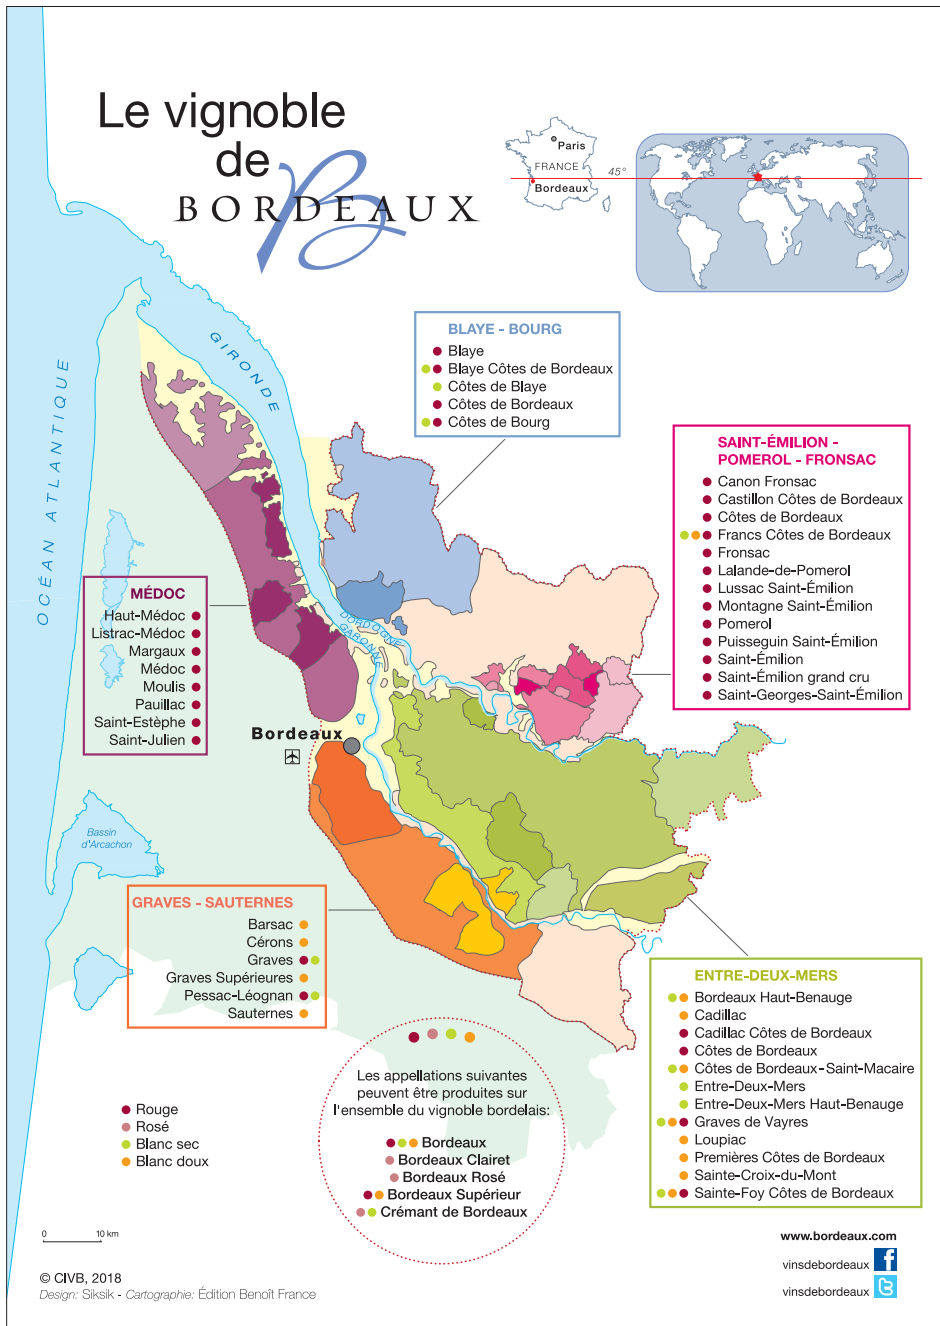 Le vignoble
de
BORDEAUX
B
Paris
FRANCE
Bordeaux
45°
OCÉAN ATLANTIQUE
GIRONDE
BLAYE - BOURG
Blaye
Blaye Côtes de Bordeaux
Côtes de Blaye
Côtes de Bordeaux
Côtes de Bourg
SAINT-ÉMILION -
POMEROL - FRONSAC
Canon Fronsac
Castillon Côtes de Bordeaux
Côtes de Bordeaux
Francs Côtes de Bordeaux
Fronsac
Lalande-de-Pomerol
Lussac Saint-Émilion
Montagne Saint-Émilion
Pomerol
Puisseguin Saint-Émilion
Saint-Émilion
Saint-Émilion grand cru
Saint-Georges-Saint-Émilion
MÉDOC
Haut-Médoc
Listrac-Médoc
Margaux
Médoc
Moulis
Pauillac
Saint-Estèphe
Saint-Julien
DORDOGNE
GARONNE
Bordeaux
Bassin
d'Arcachon
GRAVES - SAUTERNES
Barsac
Cérons
Graves
Graves Supérieures
Pessac-Léognan
Sauternes
ENTRE-DEUX-MERS
Bordeaux Haut-Benauge
Cadillac
Cadillac Côtes de Bordeaux
Côtes de Bordeaux
Côtes de Bordeaux-Saint-Macaire
Entre-Deux-Mers
Entre-Deux-Mers Haut-Benauge
Graves de Vayres
Loupiac
Premières Côtes de Bordeaux
Sainte-Croix-du-Mont
Sainte-Foy Côtes de Bordeaux
Les appellations suivantes
peuvent être produites sur
l'ensemble du vignoble bordelais:
Bordeaux
Bordeaux Clairet
Bordeaux Rosé
Bordeaux Supérieur
Crémant de Bordeaux
Rouge
Rosé
Blanc sec
Blanc doux
0 10 km
© CIVB, 2018
Design: Siksik - Cartographie: Édition Benoît France
www.bordeaux.com
vinsdebordeaux f
vinsdebordeaux t